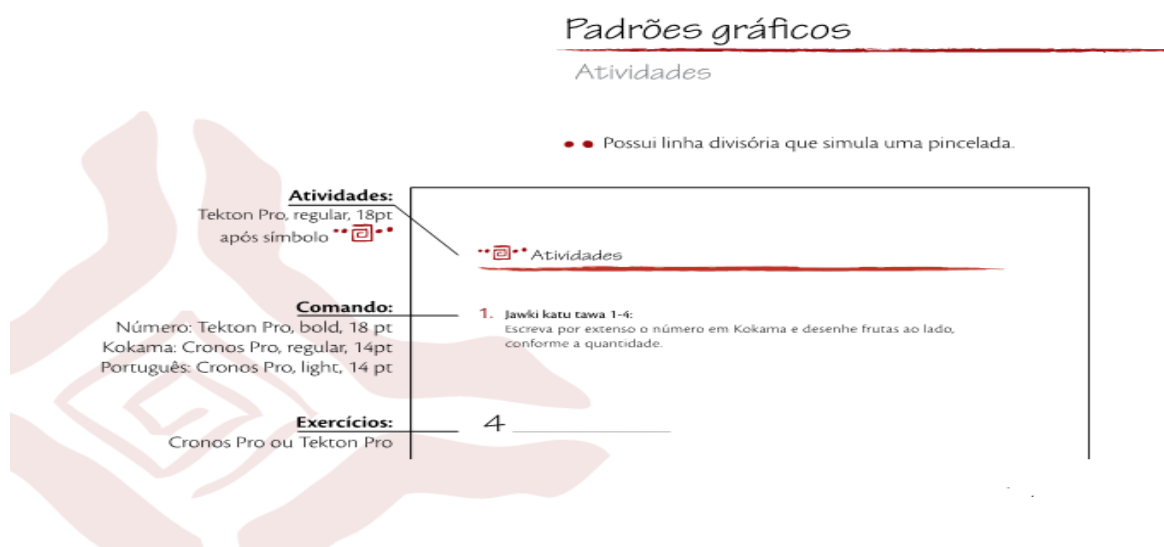 Padrões gráficos
Atividades
Possui linha divisória que simula uma pincelada.
Atividades:
Tekton Pro, regular, 18pt
após símbolo
Atividades
Comando:
Número: Tekton Pro, bold, 18 pt
Kokama: Cronos Pro, regular, 14pt
Português: Cronos Pro, light, 14 pt
1. Jawki katu tawa 1-4:
Escreva por extenso o número em Kokama e desenhe frutas ao lado,
conforme a quantidade.
Exercícios:
Cronos Pro ou Tekton Pro
4